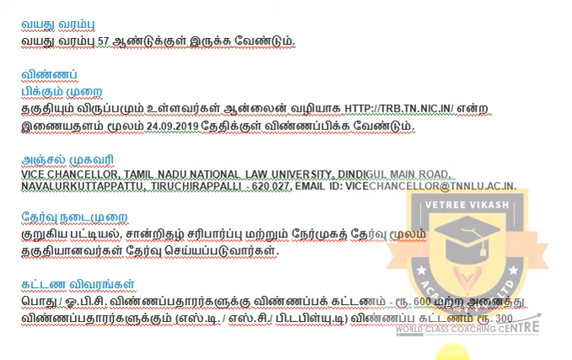 வயது வரம்பு
வயது வரம்பு 57 ஆண்டுக்குள் இருக்க வேண்டும்.
விண்ணப்
பிக்கும் முறை
தகுதியும் விருப்பமும் உள்ளவர்கள் ஆன்லைன் வழியாக HTTP://TRB.TN.NIC.IN/ என்ற
இணையதளம் மூலம் 24.09.2019 தேதிக்குள் விண்ணப்பிக்க வேண்டும்.
அஞ்சல் முகவரி
VICE CHANCELLOR, TAMIL NADU NATIONAL LAW UNIVERSITY, DINDIGUL MAIN ROAD,
NAVALURKUTTAPPATTU, TIRUCHIRAPPALLI - 620 027, EMAIL ID: VICECHANCELLOR@TNNLU.AC.IN.
தேர்வு நடைமுறை
குறுகிய பட்டியல், சான்றிதழ் சரிபார்ப்பு மற்றும் நேர்முகத் தேர்வு மூலம்
தகுதியானவர்கள் தேர்வு செய்யப்படுவார்கள்.
கட்டண விவரங்கள்
பொது/ ஓ.பி.சி. விண்ணப்பதாரர்களுக்கு விண்ணப்பக் கட்டணம் - ரூ. 600 மற்ற அனைத்து
விண்ணப்பதாரர்களுக்கும் (எஸ்.டி. / எஸ்.சி./ பி.டபிள்யு.டி) விண்ணப்ப கட்டணம் ரூ. 300
VETREE VIKASH
WORLD CLASS COACHING CENTRE